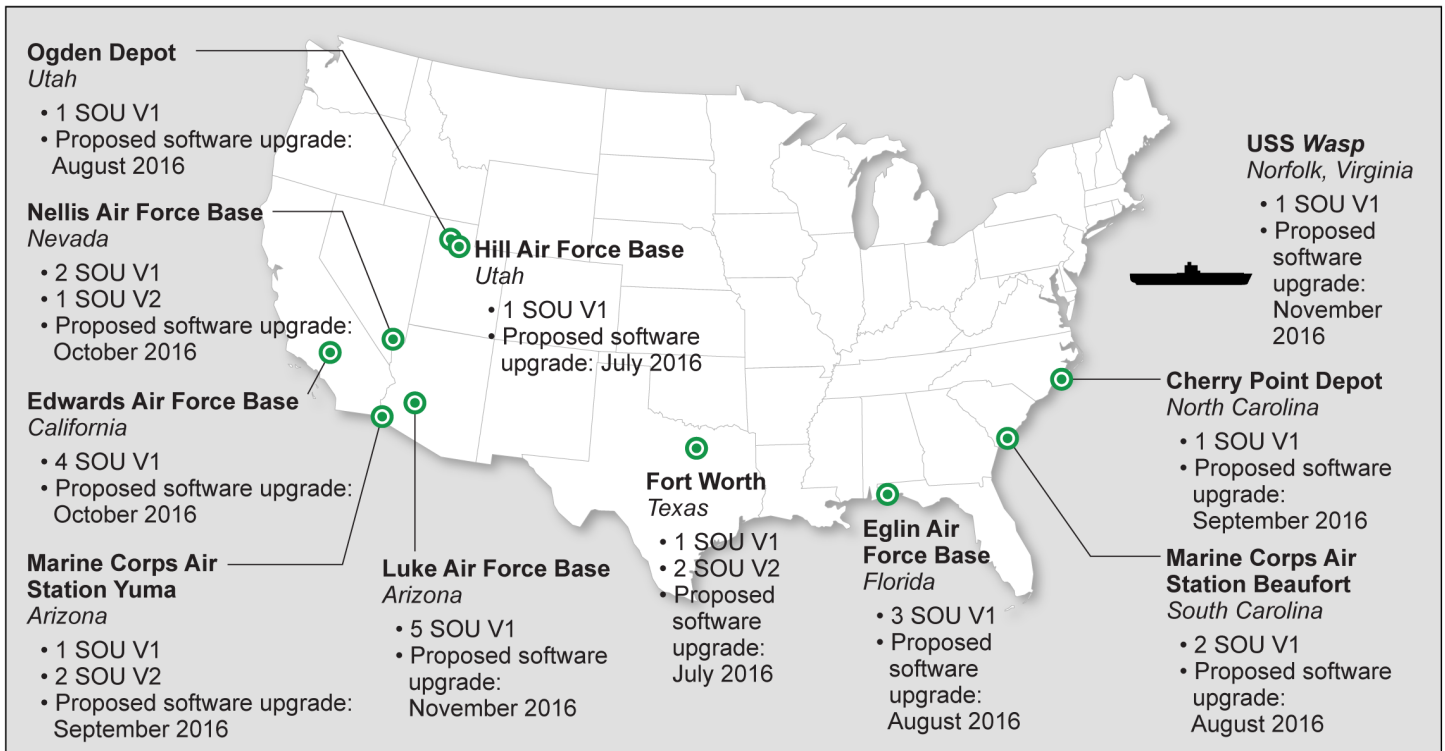 Ogden Depot
Utah
• 1 SOU V1
• Proposed software upgrade:
August 2016
Nellis Air Force Base
Nevada
• 2 SOU V1
• 1 SOU V2
• Proposed software upgrade:
October 2016
Edwards Air Force Base
California
• 4 SOU V1
• Proposed software upgrade:
October 2016
Marine Corps Air
Station Yuma
Arizona
• 1 SOU V1
• 2 SOU V2
• Proposed software upgrade:
September 2016
Hill Air Force Base
Utah
• 1 SOU V1
• Proposed software
upgrade: July 2016
Luke Air Force Base
Arizona
• 5 SOU V1
• Proposed software
upgrade:
November 2016
Fort Worth
Texas
• 1 SOU V1
• 2 SOU V2
• Proposed
software
upgrade:
July 2016
Eglin Air
Force Base
Florida
• 3 SOU V1
• Proposed
software
upgrade:
August 2016
USS Wasp
Norfolk, Virginia
• 1 SOU V1
• Proposed
software
upgrade:
November
2016
Cherry Point Depot
North Carolina
• 1 SOU V1
• Proposed software
upgrade:
September 2016
Marine Corps Air
Station Beaufort
South Carolina
• 2 SOU V1
• Proposed software
upgrade:
August 2016